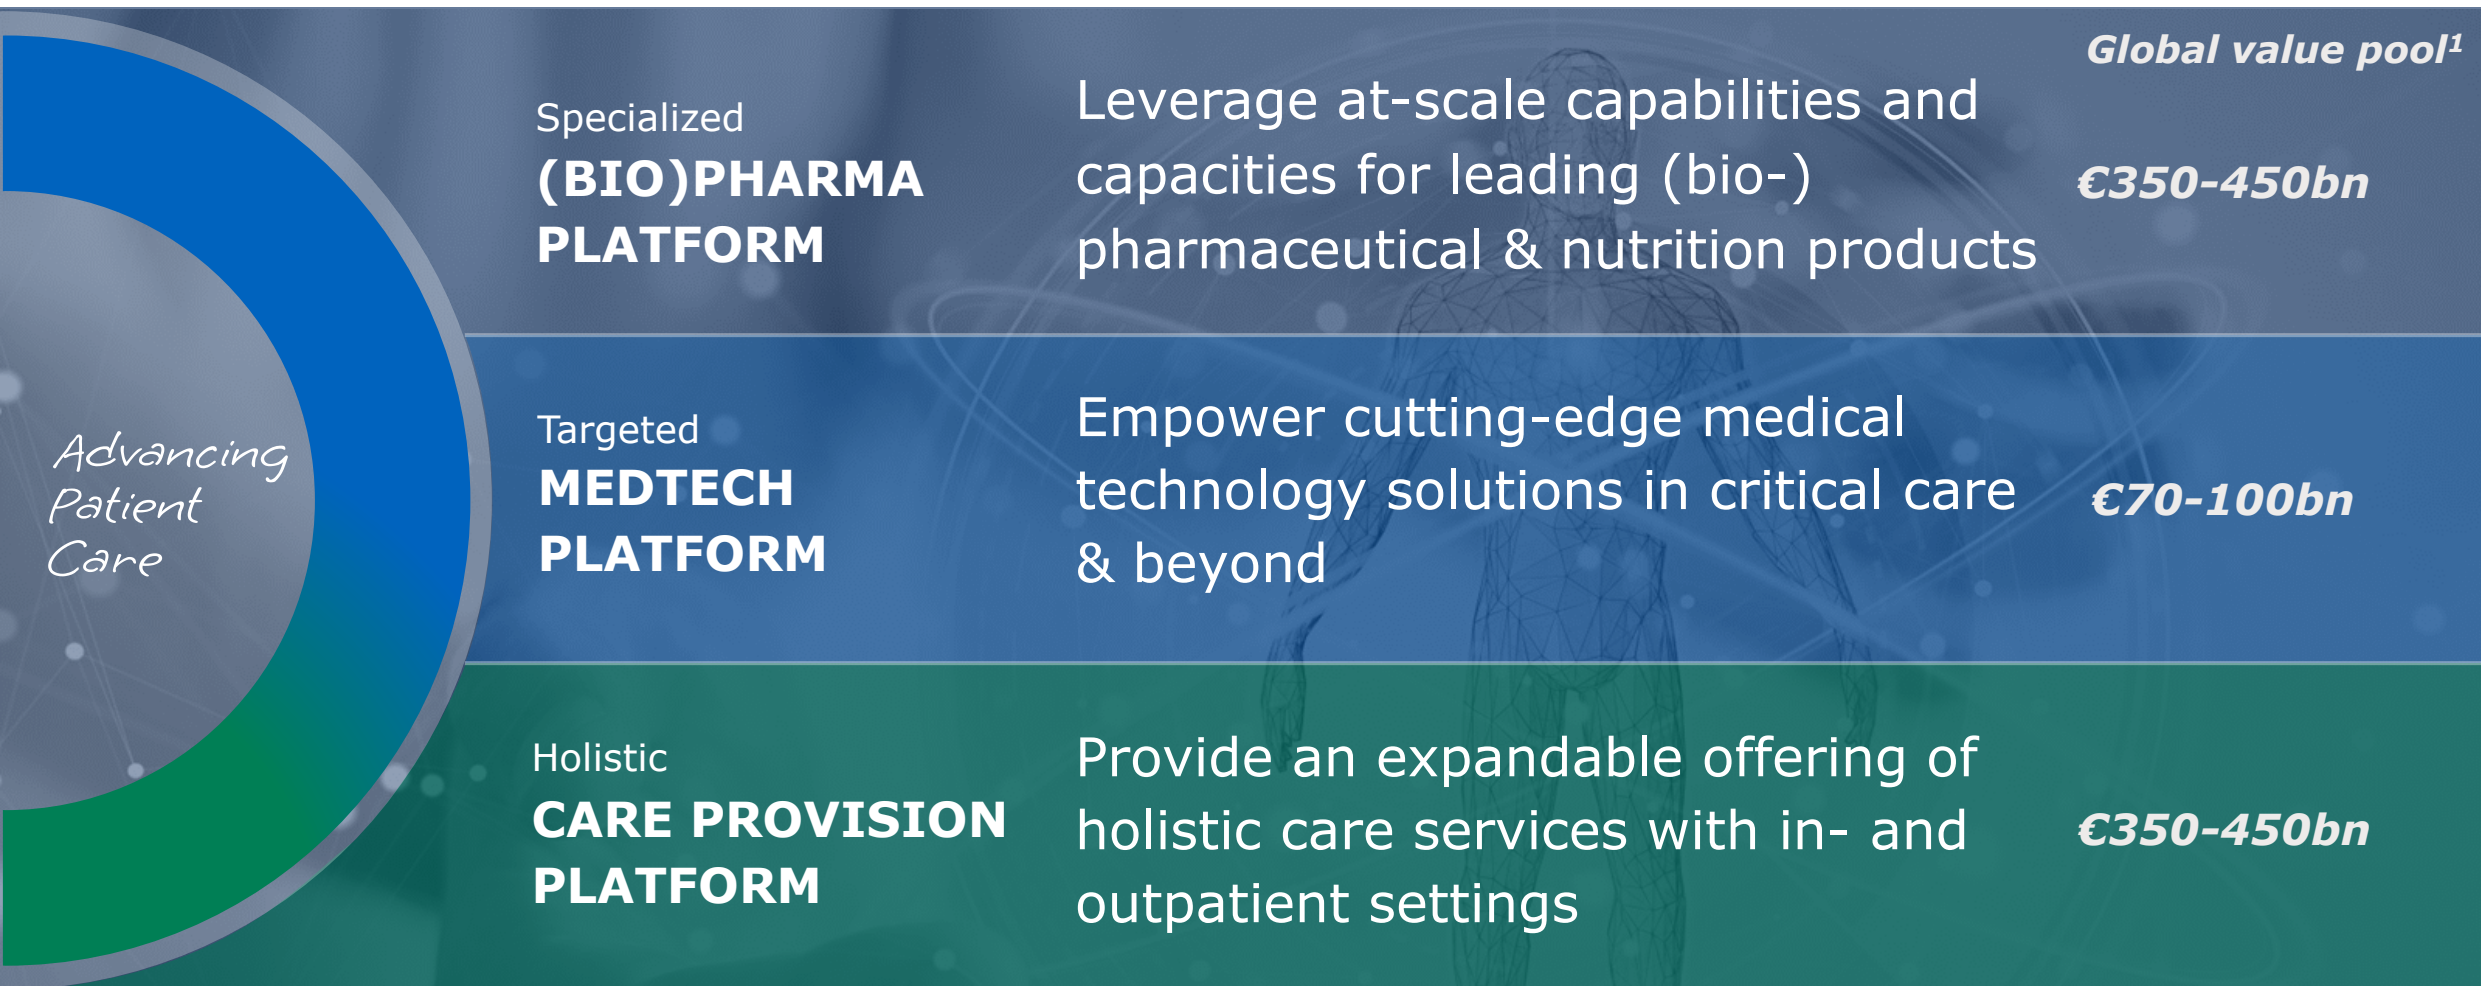 Global value pool¹
Specialized
(BIO)PHARMA
PLATFORM
Leverage at-scale capabilities and
capacities for leading (bio-)
pharmaceutical & nutrition products
€350-450bn
Advancing
Patient
Care
Targeted
MEDTECH
PLATFORM
Empower cutting-edge medical
technology solutions in critical care
& beyond
€70-100bn
Holistic
CARE PROVISION
PLATFORM
Provide an expandable offering of
holistic care services with in- and
outpatient settings
€350-450bn